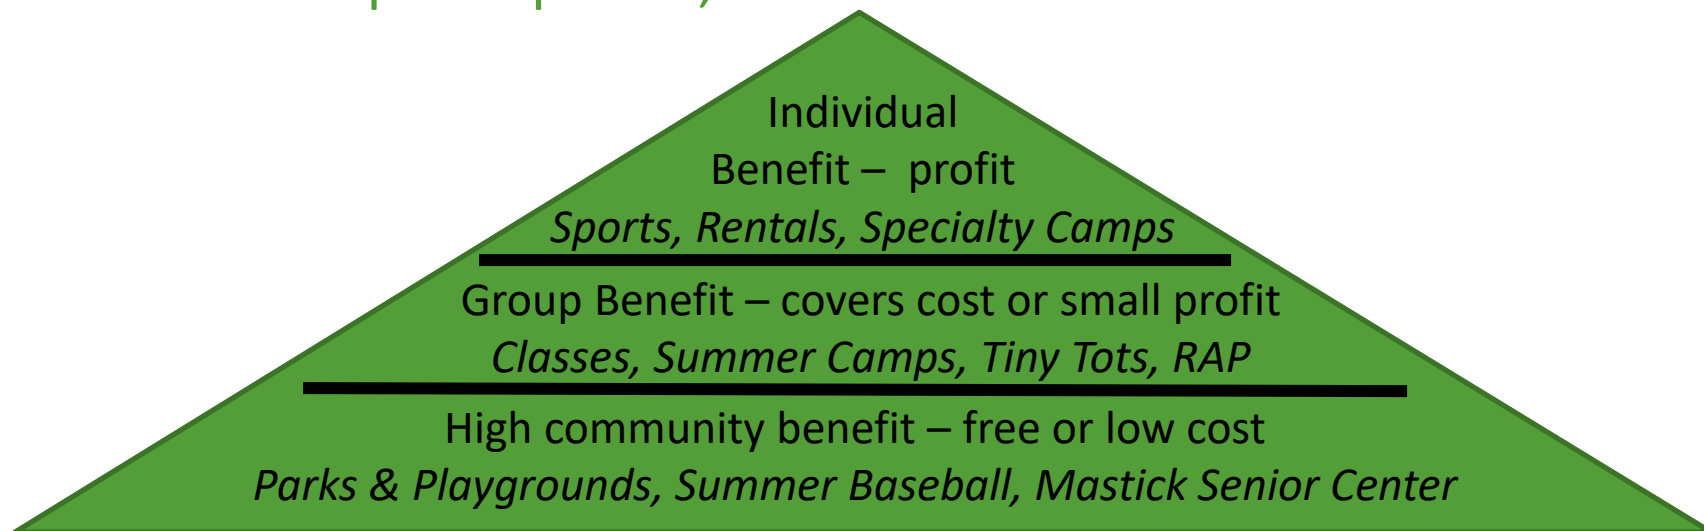 Individual
Benefit – profit
Sports, Rentals, Specialty Camps
Group Benefit – covers cost or small profit
Classes, Summer Camps, Tiny Tots, RAP
High community benefit – free or low cost
Parks & Playgrounds, Summer Baseball, Mastick Senior Center